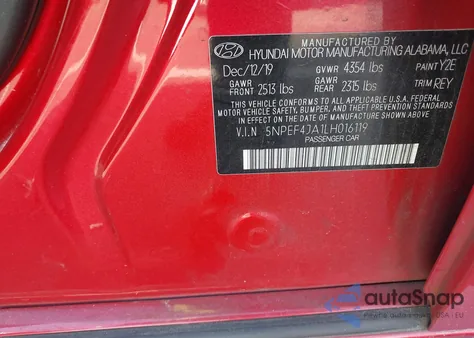 MANUFACTURED BY
HYUNDAI MOTOR MANUFACTURING ALABAMA, LLC
Dec/12/19 GVWR 4354 lbs PAINT Y2E
GAWR FRONT 2513 lbs GAWR REAR 2315 lbs TRIM REY
THIS VEHICLE CONFORMS TO ALL APPLICABLE U.S.A. FEDERAL
MOTOR VEHICLE SAFETY, BUMPER, AND THEFT PREVENTION STANDARDS
IN EFFECT ON THE DATE OF MANUFACTURE SHOWN ABOVE.
V.I.N 5NPEF4JA1LH016119
PASSENGER CAR
autoSnap